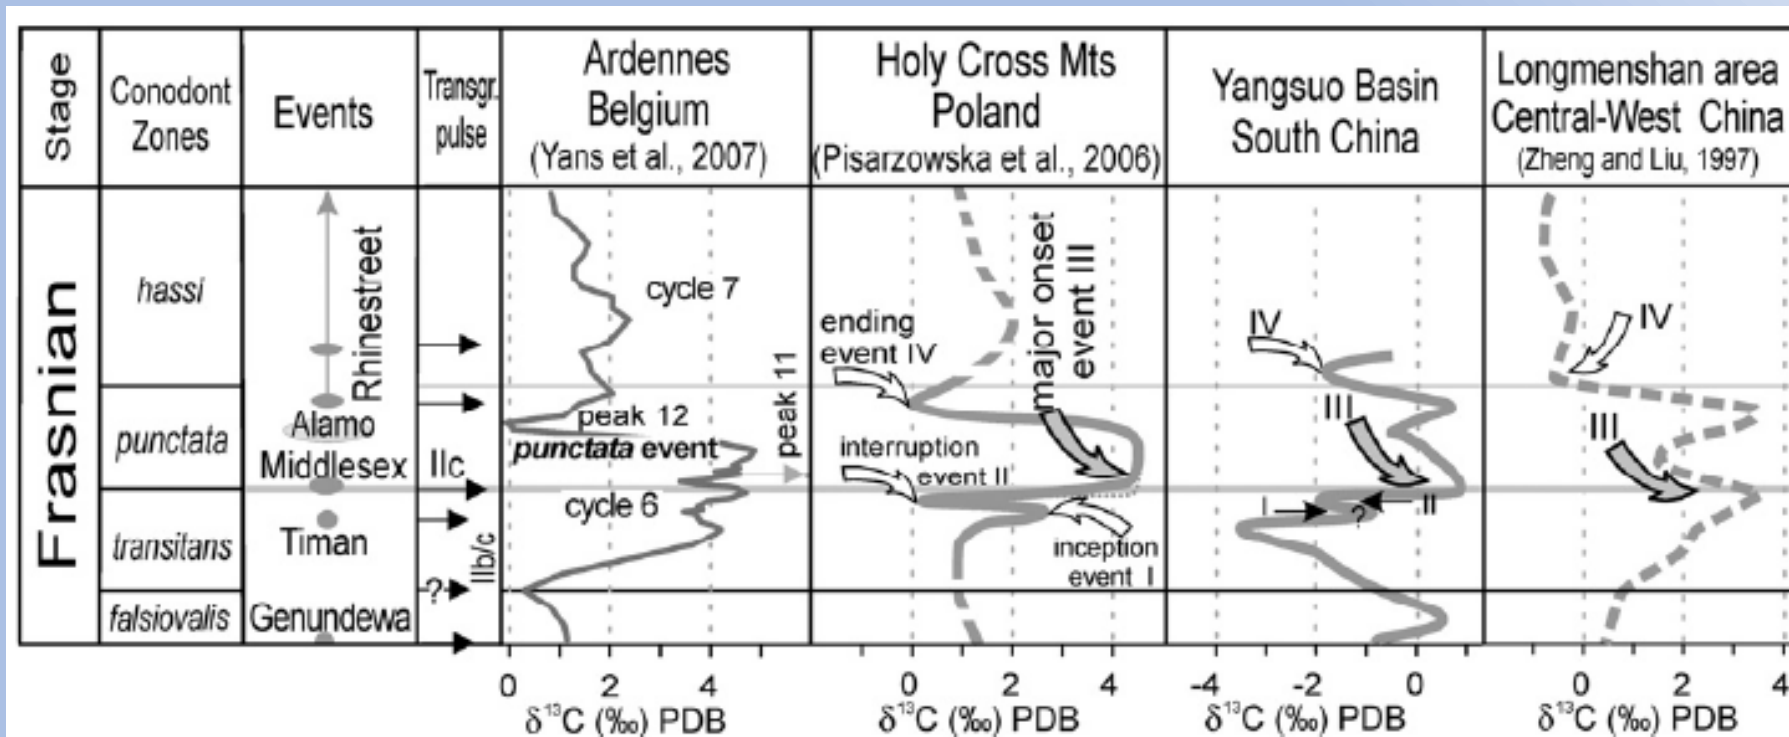 Stage
Conodont
Zones
Events
Transgr.
pulse
Ardennes
Belgium
(Yans et al., 2007)
Holy Cross Mts
Poland
(Pisarzowska et al., 2006)
Yangsuo Basin
South China
Longmenshan area
Central-West China
(Zheng and Liu, 1997)
Frasnian
hassi
punctata
transitans
falsiovalis
Rhinestreet
Alamo
Middlesex
Timan
Genundewa
IIc
IIb/c
?
cycle 7
peak 12
punctata event
cycle 6
peak 11
ending
event IV
major onset
event III
interruption
event II
inception
event I
IV
III
I
?
II
IV
III
0 2 4
δ¹³C (‰) PDB
0 2 4
δ¹³C (‰) PDB
-4 -2 0
δ¹³C (‰) PDB
0 2 4
δ¹³C (‰) PDB